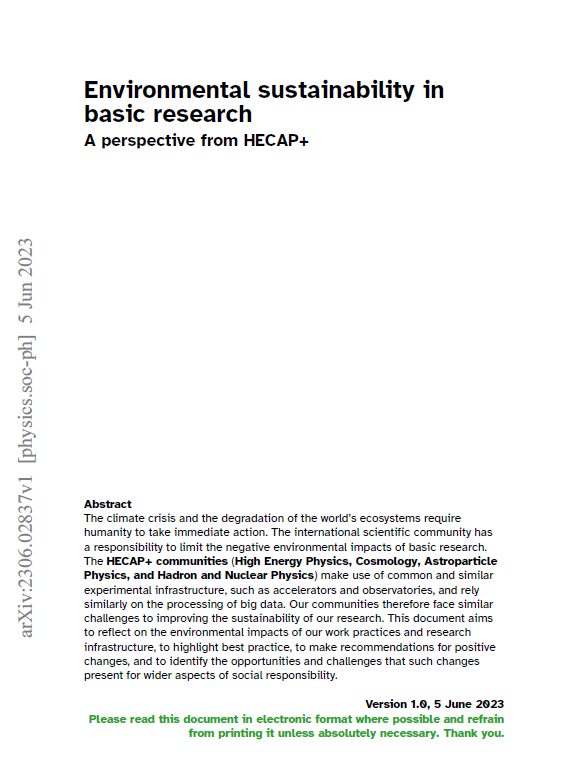 Environmental sustainability in
basic research
A perspective from HECAP+
arXiv:2306.02837v1 [physics.soc-ph] 5 Jun 2023
Abstract
The climate crisis and the degradation of the world's ecosystems require
humanity to take immediate action. The international scientific community has
a responsibility to limit the negative environmental impacts of basic research.
The HECAP+ communities (High Energy Physics, Cosmology, Astroparticle
Physics, and Hadron and Nuclear Physics) make use of common and similar
experimental infrastructure, such as accelerators and observatories, and rely
similarly on the processing of big data. Our communities therefore face similar
challenges to improving the sustainability of our research. This document aims
to reflect on the environmental impacts of our work practices and research
infrastructure, to highlight best practice, to make recommendations for positive
changes, and to identify the opportunities and challenges that such changes
present for wider aspects of social responsibility.
Version 1.0, 5 June 2023
Please read this document in electronic format where possible and refrain
from printing it unless absolutely necessary. Thank you.